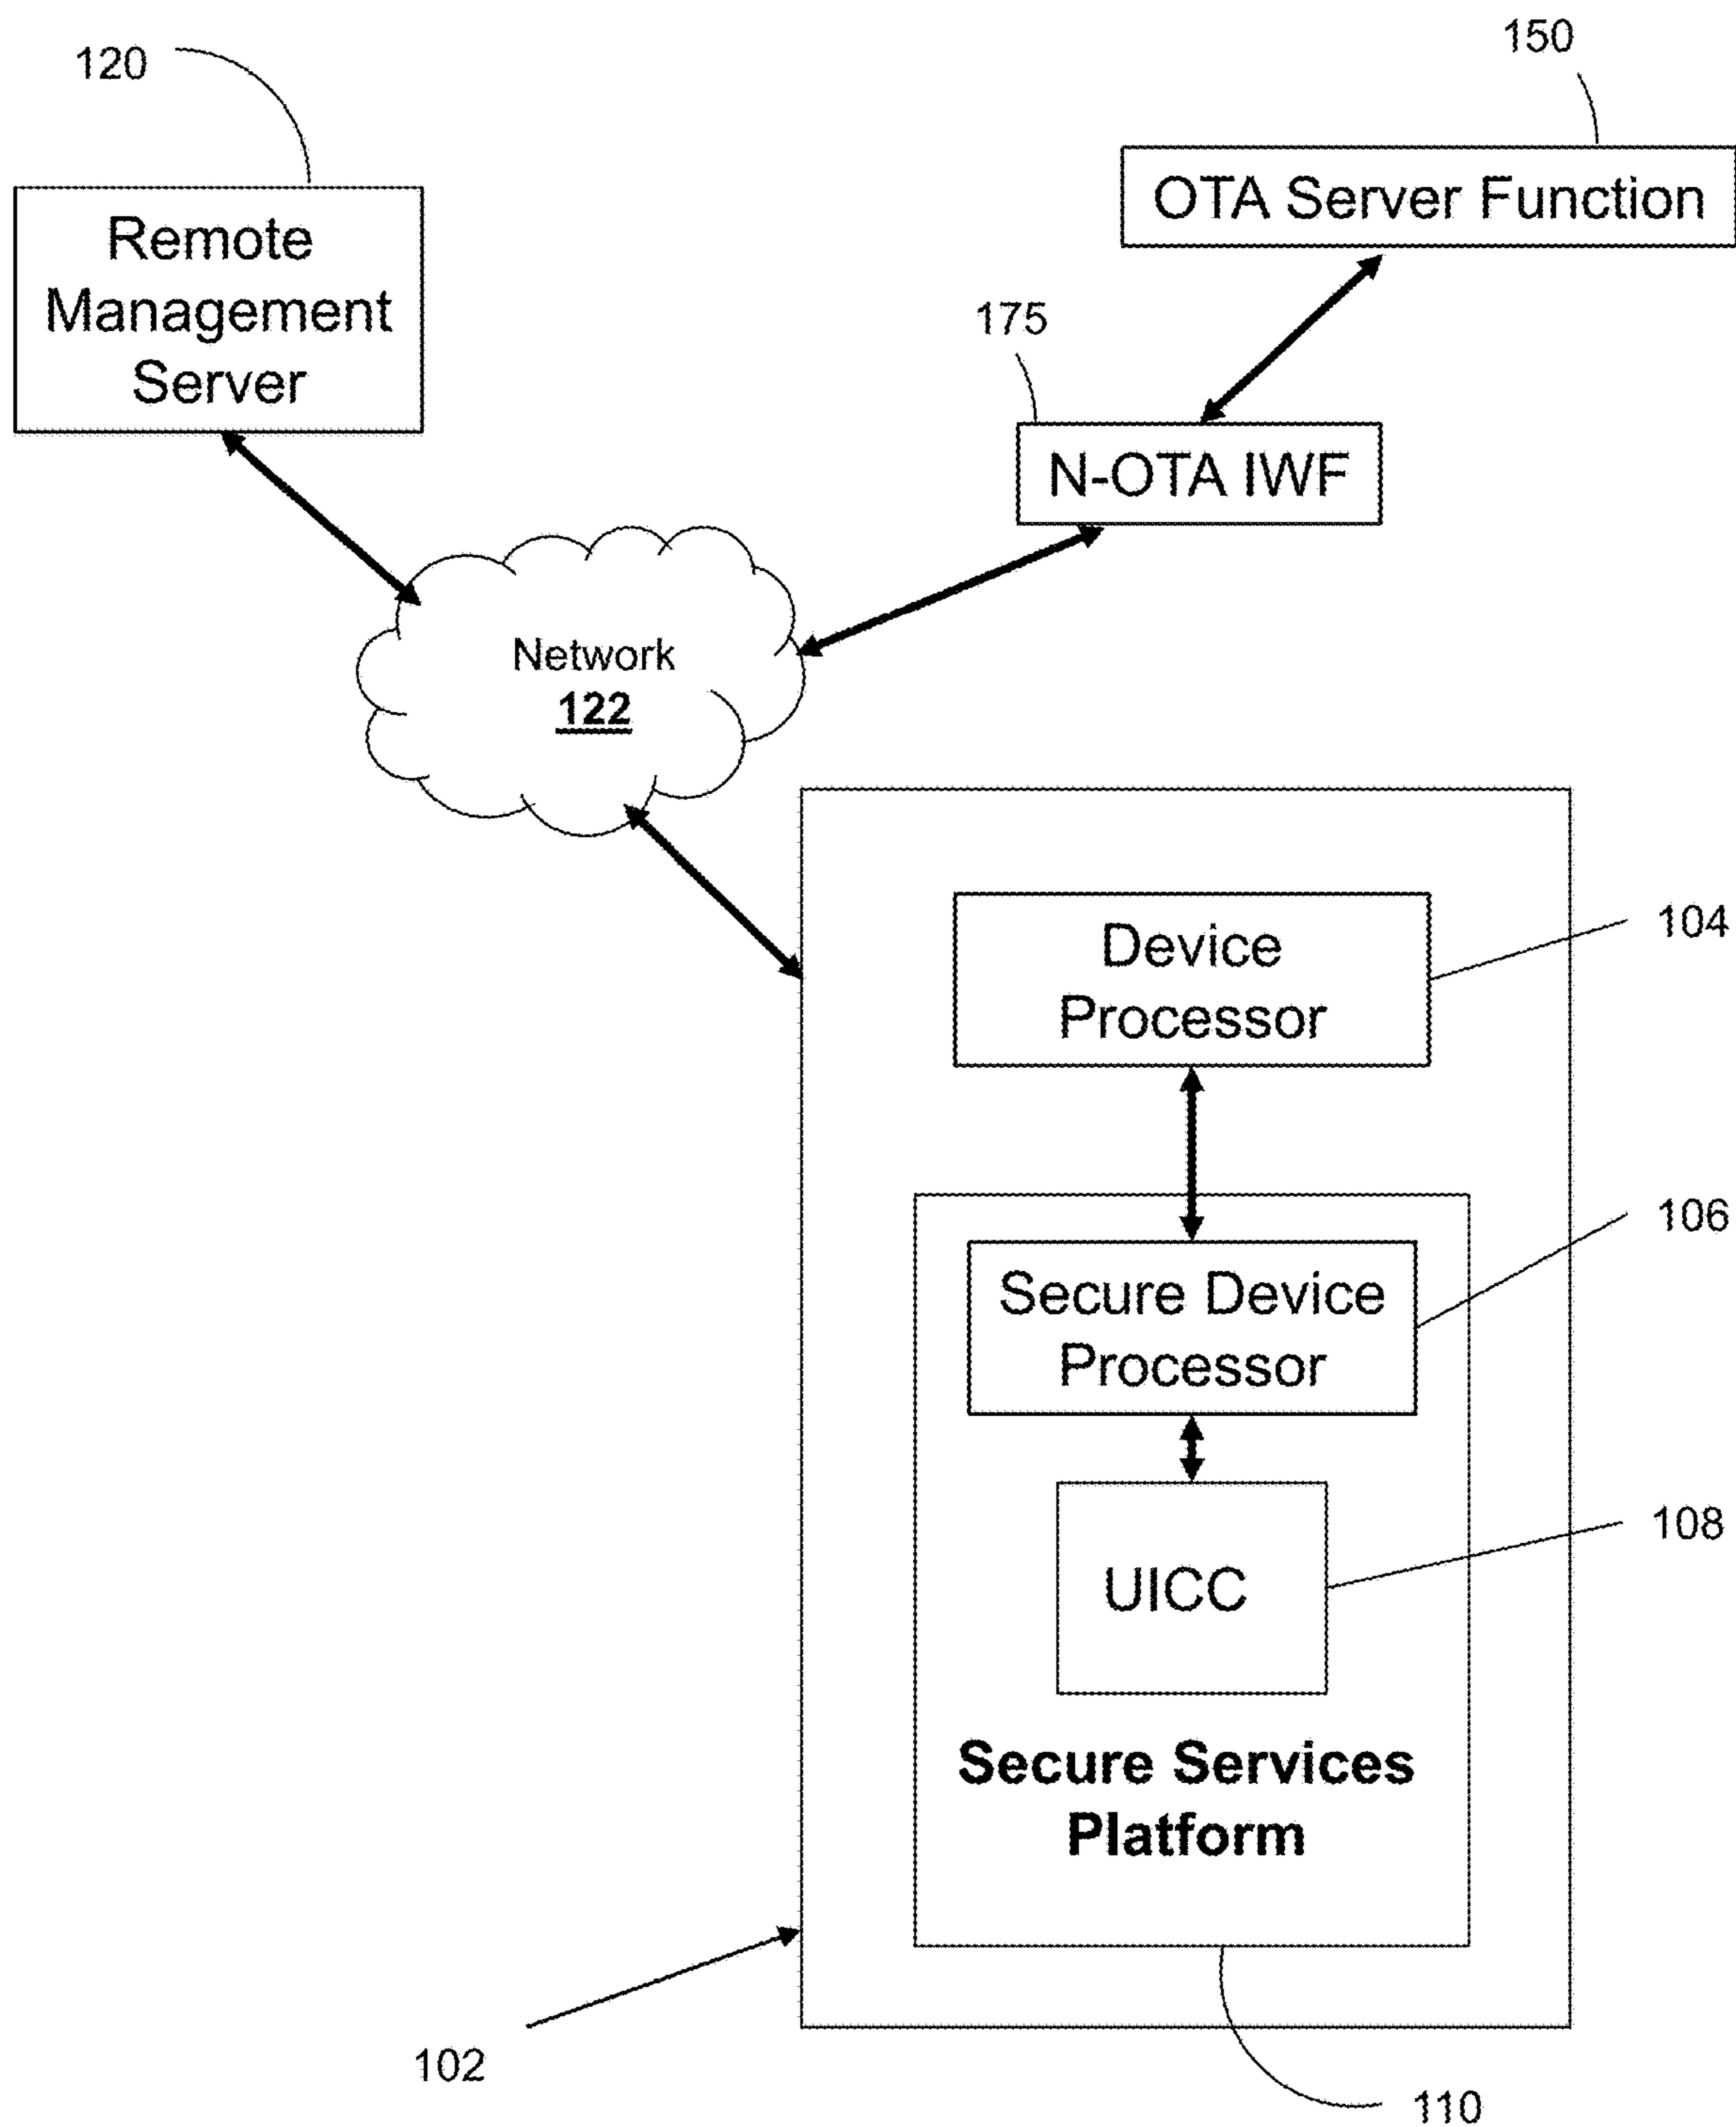 150
120
OTA Server Function
Remote
Management
Server
175
N-OTA IWF
Network
122
104
Device
Processor
106
Secure Device
Processor
108
UICC
Secure Services
Platform
102
110